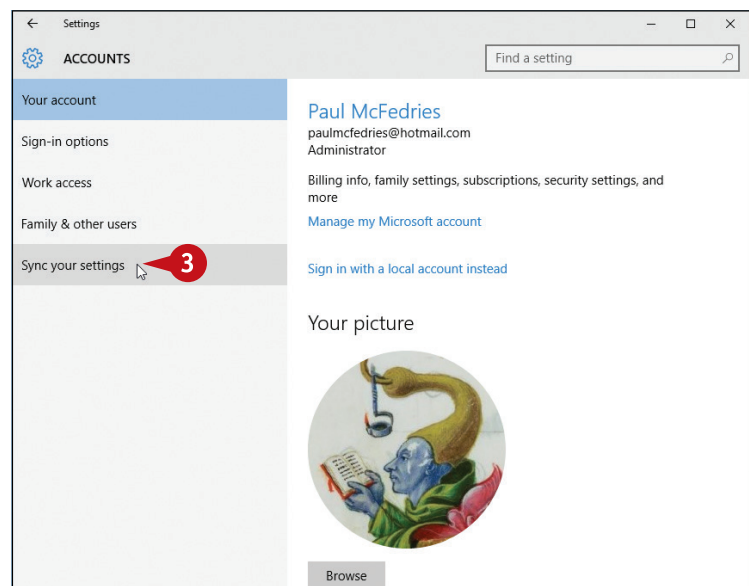 Settings
ACCOUNTS
Find a setting
Your account
Sign-in options
Work access
Family & other users
Sync your settings
3
Paul McFedries
paulmcfedries@hotmail.com
Administrator
Billing info, family settings, subscriptions, security settings, and
more
Manage my Microsoft account
Sign in with a local account instead
Your picture
Browse